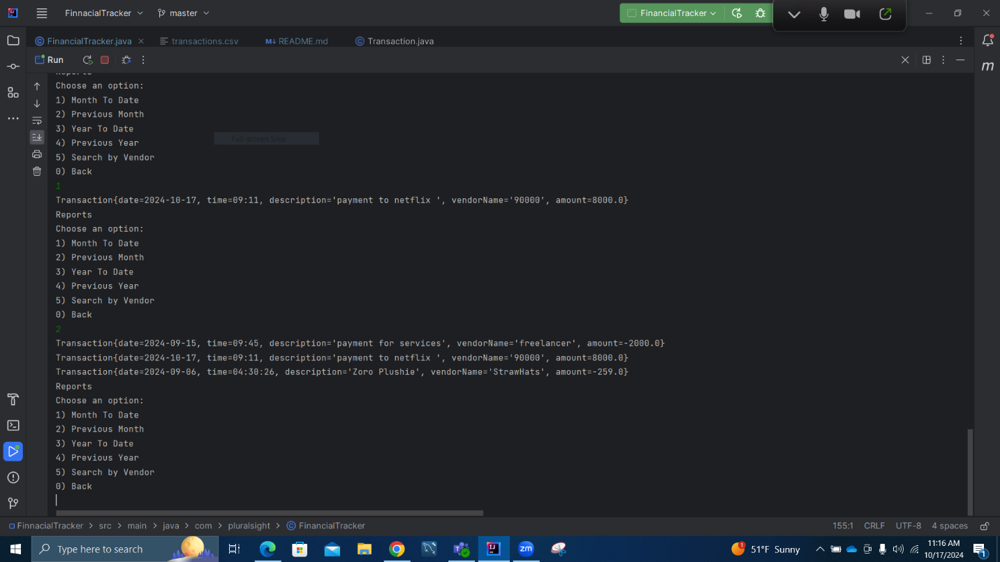 FinnacialTracker
master
FinancialTracker
FinancialTracker.java
transactions.csv
M↓ README.md
Transaction.java
Run
Reports
Choose an option:
1) Month To Date
2) Previous Month
3) Year To Date
Full-screen Snip
4) Previous Year
5) Search by Vendor
0) Back
1
Transaction{date=2024-10-17, time=09:11, description='payment to netflix ', vendorName='90000', amount=8000.0}
Reports
Choose an option:
1) Month To Date
2) Previous Month
3) Year To Date
4) Previous Year
5) Search by Vendor
0) Back
2
Transaction{date=2024-09-15, time=09:45, description='payment for services', vendorName='freelancer', amount=-2000.0}
Transaction{date=2024-10-17, time=09:11, description='payment to netflix ', vendorName='90000', amount=8000.0}
Transaction{date=2024-09-06, time=04:30:26, description='Zoro Plushie', vendorName='StrawHats', amount=-259.0}
Reports
Choose an option:
1) Month To Date
2) Previous Month
3) Year To Date
4) Previous Year
5) Search by Vendor
0) Back
FinnacialTracker > src > main > java > com > pluralsight > FinancialTracker
155:1 CRLF UTF-8 4 spaces
Type here to search
zm
1
51°F Sunny
11:16 AM
10/17/2024
1